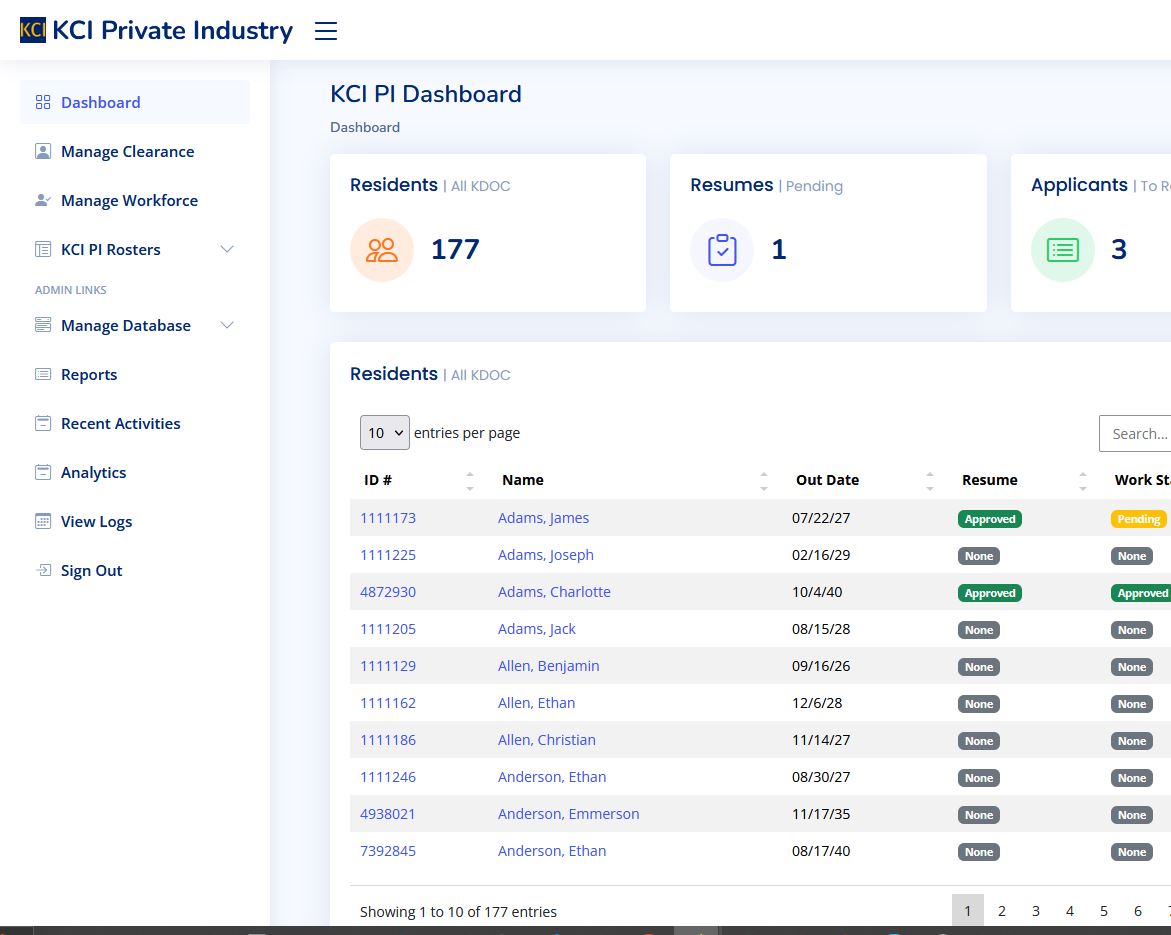 KCI KCI Private Industry
Dashboard
Manage Clearance
Manage Workforce
KCI PI Rosters
ADMIN LINKS
Manage Database
Reports
Recent Activities
Analytics
View Logs
Sign Out
KCI PI Dashboard
Dashboard
Residents | All KDOC
177
Resumes | Pending
1
Applicants | To
3
Residents | All KDOC
10 entries per page
Search...
ID # Name Out Date Resume Work
1111173 Adams, James 07/22/27 Approved Pending
1111225 Adams, Joseph 02/16/29 None None
4872930 Adams, Charlotte 10/4/40 Approved Approved
1111205 Adams, Jack 08/15/28 None None
1111129 Allen, Benjamin 09/16/26 None None
1111162 Allen, Ethan 12/6/28 None None
1111186 Allen, Christian 11/14/27 None None
1111246 Anderson, Ethan 08/30/27 None None
4938021 Anderson, Emmerson 11/17/35 None None
7392845 Anderson, Ethan 08/17/40 None None
Showing 1 to 10 of 177 entries 1 2 3 4 5 6